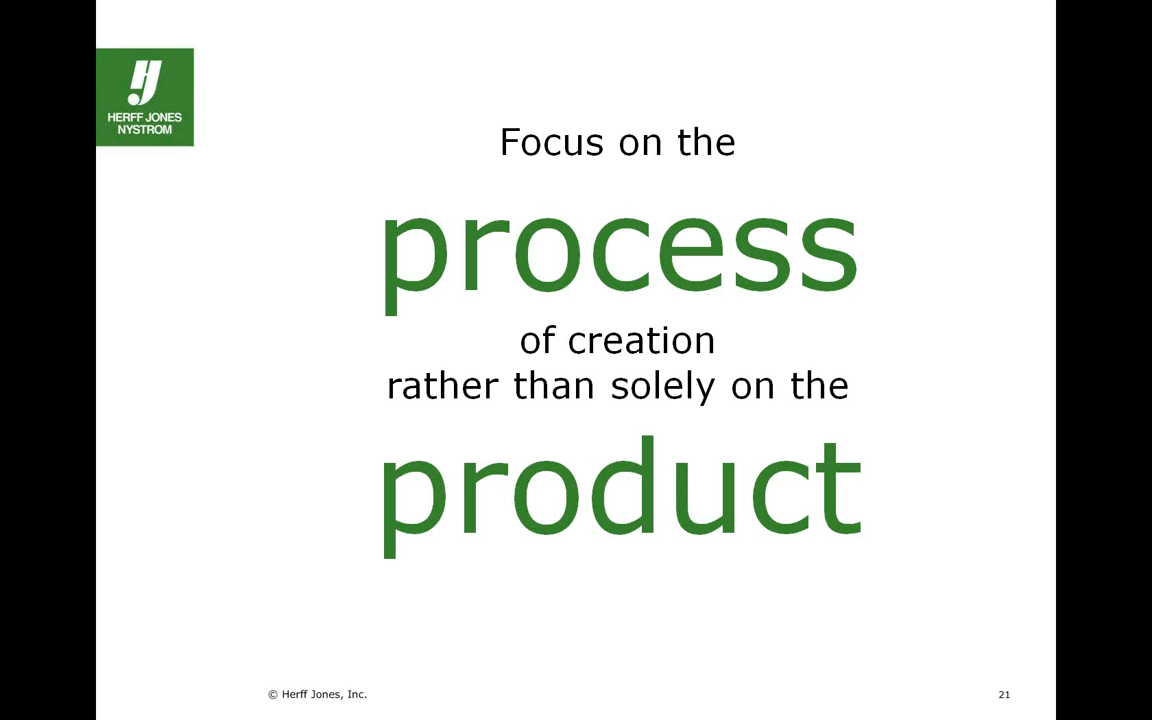 HERFF JONES
NYSTROM
Focus on the
process
of creation
rather than solely on the
product
© Herff Jones, Inc.
21